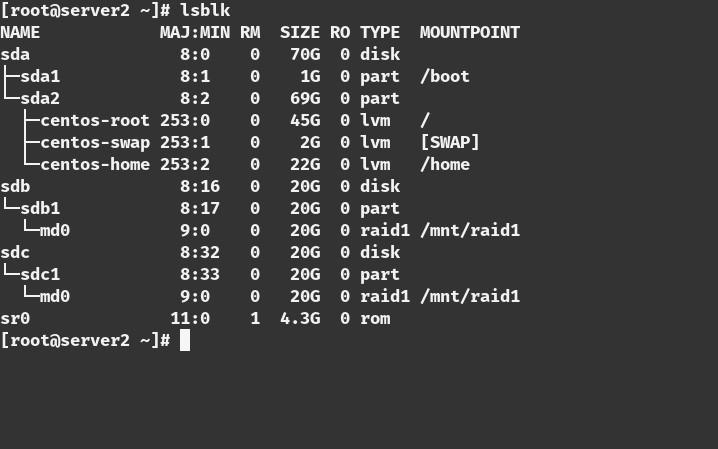 [root@server2 ~]# lsblk
NAME            MAJ:MIN RM  SIZE RO TYPE  MOUNTPOINT
sda               8:0    0   70G  0 disk
├─sda1            8:1    0    1G  0 part  /boot
└─sda2            8:2    0   69G  0 part
  ├─centos-root 253:0    0   45G  0 lvm   /
  ├─centos-swap 253:1    0    2G  0 lvm   [SWAP]
  └─centos-home 253:2    0   22G  0 lvm   /home
sdb               8:16   0   20G  0 disk
└─sdb1            8:17   0   20G  0 part
  └─md0           9:0    0   20G  0 raid1 /mnt/raid1
sdc               8:32   0   20G  0 disk
└─sdc1            8:33   0   20G  0 part
  └─md0           9:0    0   20G  0 raid1 /mnt/raid1
sr0              11:0    1  4.3G  0 rom
[root@server2 ~]#